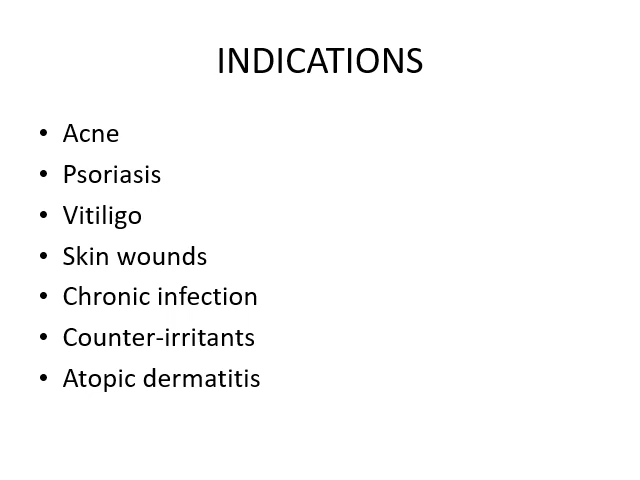 INDICATIONS
• Acne
• Psoriasis
• Vitiligo
• Skin wounds
• Chronic infection
• Counter-irritants
• Atopic dermatitis